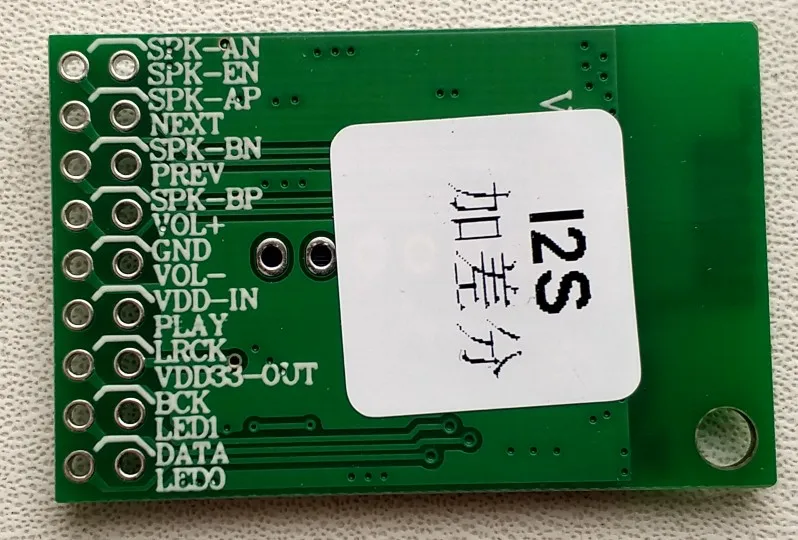 SPK-AN
SPK-EN
SPK-AP
NEXT
SPK-BN
PREV
SPK-BP
VOL+
GND
VOL-
VDD-IN
PLAY
LRCK
VDD33-OUT
BCK
LED1
DATA
LED0
I2S
加差分